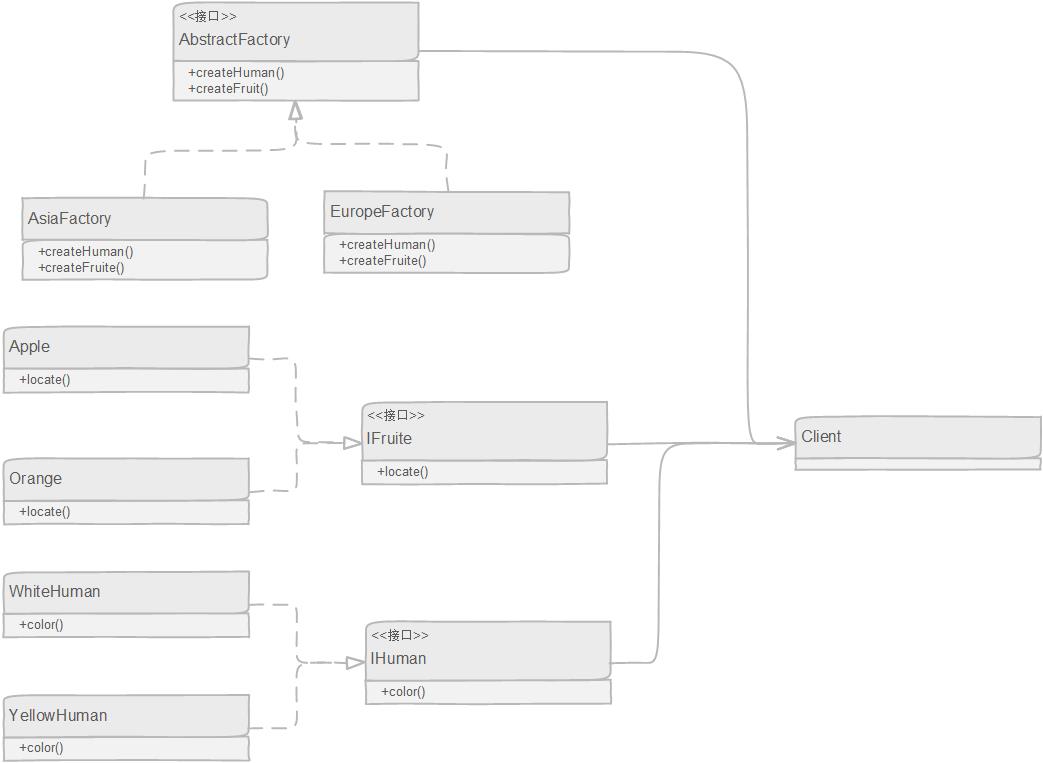 <<接口>>
AbstractFactory
+createHuman()
+createFruit()
AsiaFactory
+createHuman()
+createFruite()
EuropeFactory
+createHuman()
+createFruite()
Apple
+locate()
<<接口>>
IFruite
+locate()
Client
Orange
+locate()
WhiteHuman
+color()
<<接口>>
IHuman
+color()
YellowHuman
+color()